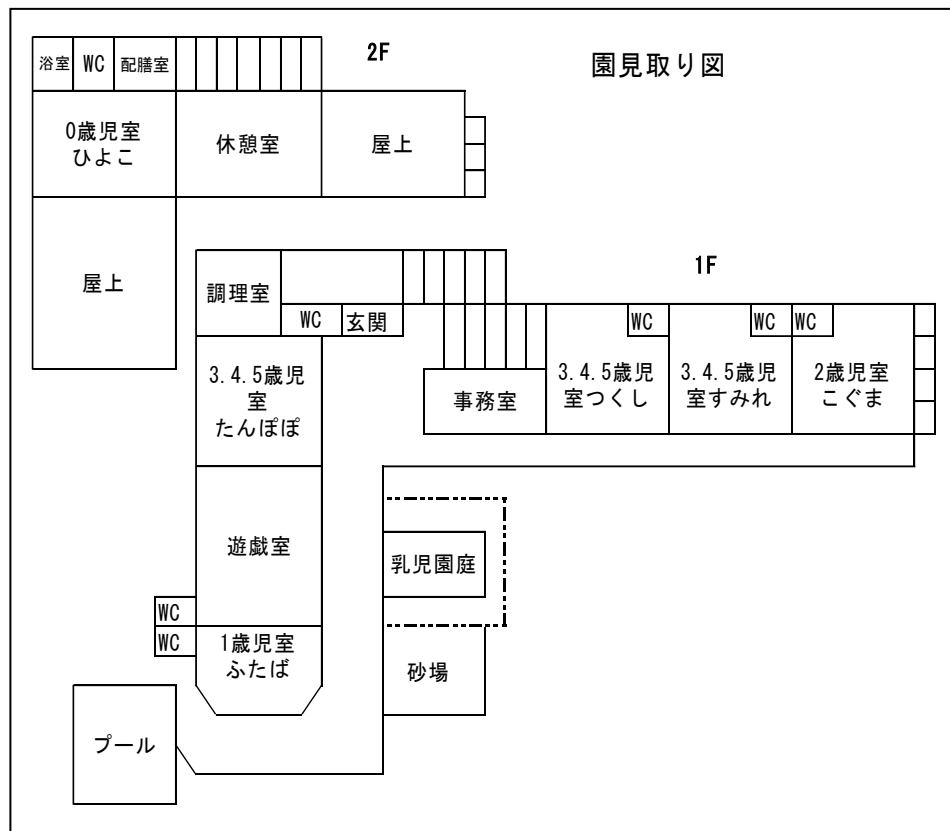 園見取り図
2F
浴室
WC
配膳室
0歳児室
ひよこ
休憩室
屋上
屋上
1F
調理室
WC
玄関
3.4.5歳児
室
たんぽぽ
事務室
WC
3.4.5歳児
室つくし
WC
3.4.5歳児
室すみれ
WC
2歳児室
こぐま
遊戯室
乳児園庭
WC
WC
1歳児室
ふたば
砂場
プール